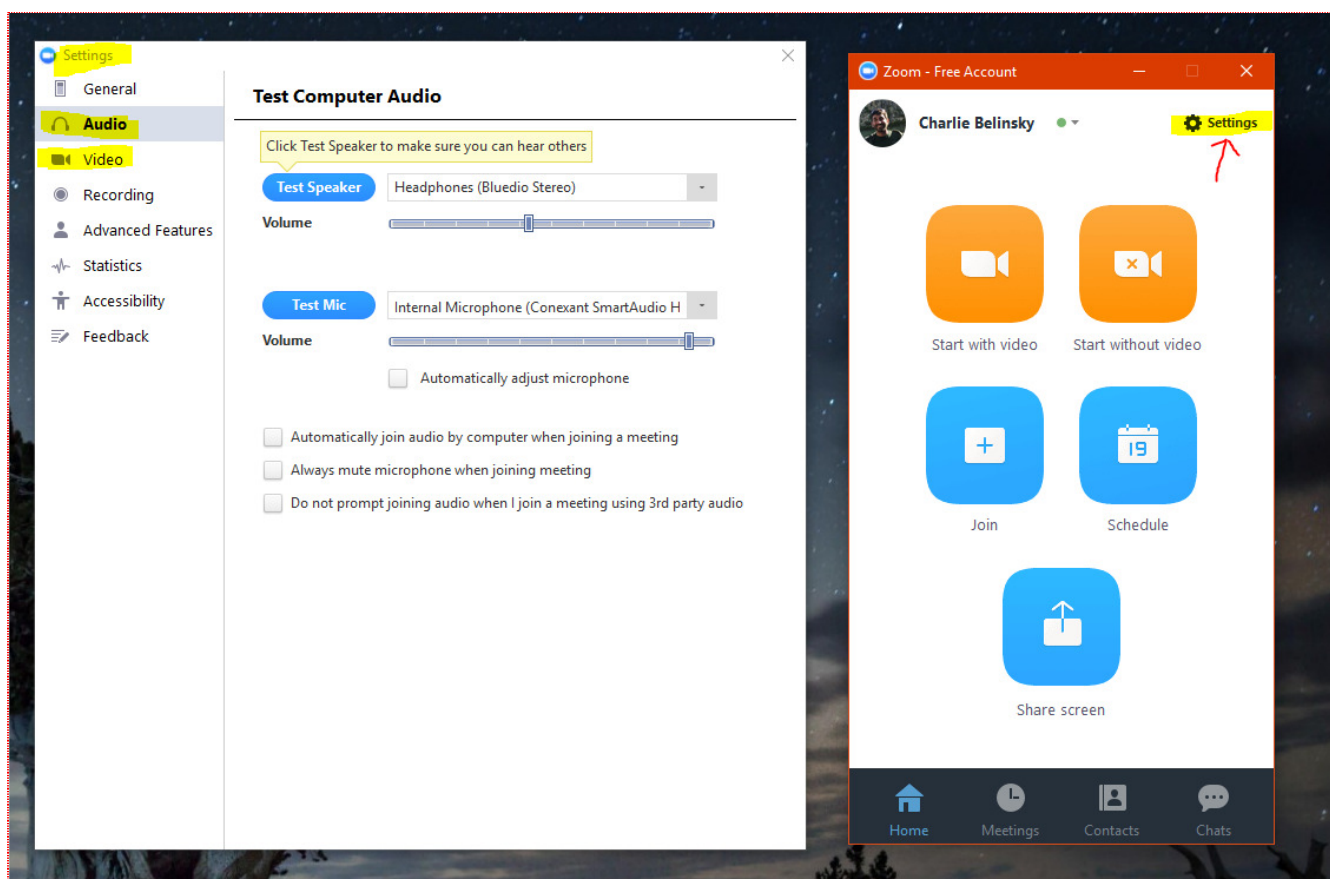 Settings
General
Audio
Video
Recording
Advanced Features
Statistics
Accessibility
Feedback
Test Computer Audio
Click Test Speaker to make sure you can hear others
Test Speaker Headphones (Bluedio Stereo)
Volume
Test Mic Internal Microphone (Conexant SmartAudio H
Volume
Automatically adjust microphone
Automatically join audio by computer when joining a meeting
Always mute microphone when joining meeting
Do not prompt joining audio when I join a meeting using 3rd party audio
Zoom - Free Account
Charlie Belinsky Settings
Start with video Start without video
19
Join Schedule
Share screen
Home Meetings Contacts Chats